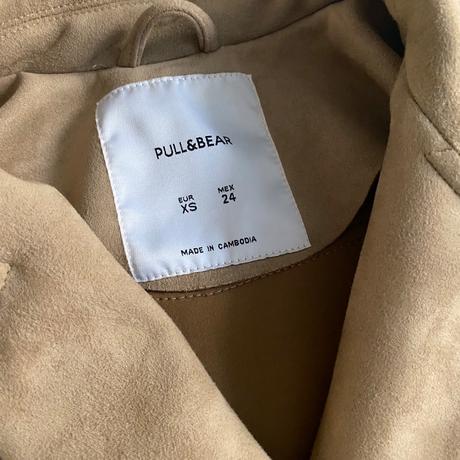 PULL&BEAR
EUR MEX
XS 24
MADE IN CAMBODIA